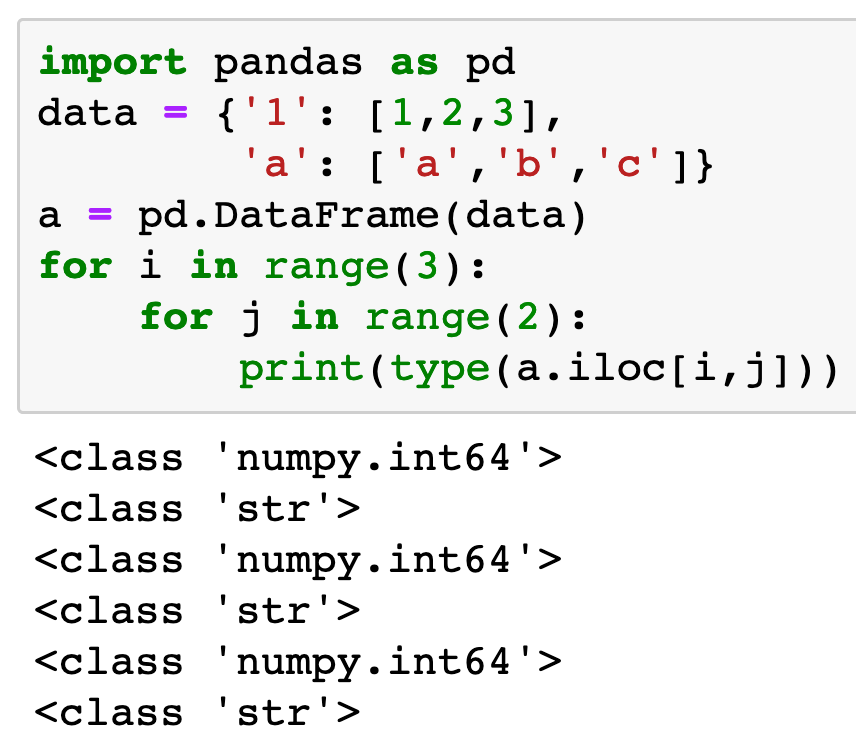 import pandas as pd
data = {'1': [1,2,3],
        'a': ['a','b','c']}
a = pd.DataFrame(data)
for i in range(3):
    for j in range(2):
        print(type(a.iloc[i,j]))
<class 'numpy.int64'>
<class 'str'>
<class 'numpy.int64'>
<class 'str'>
<class 'numpy.int64'>
<class 'str'>